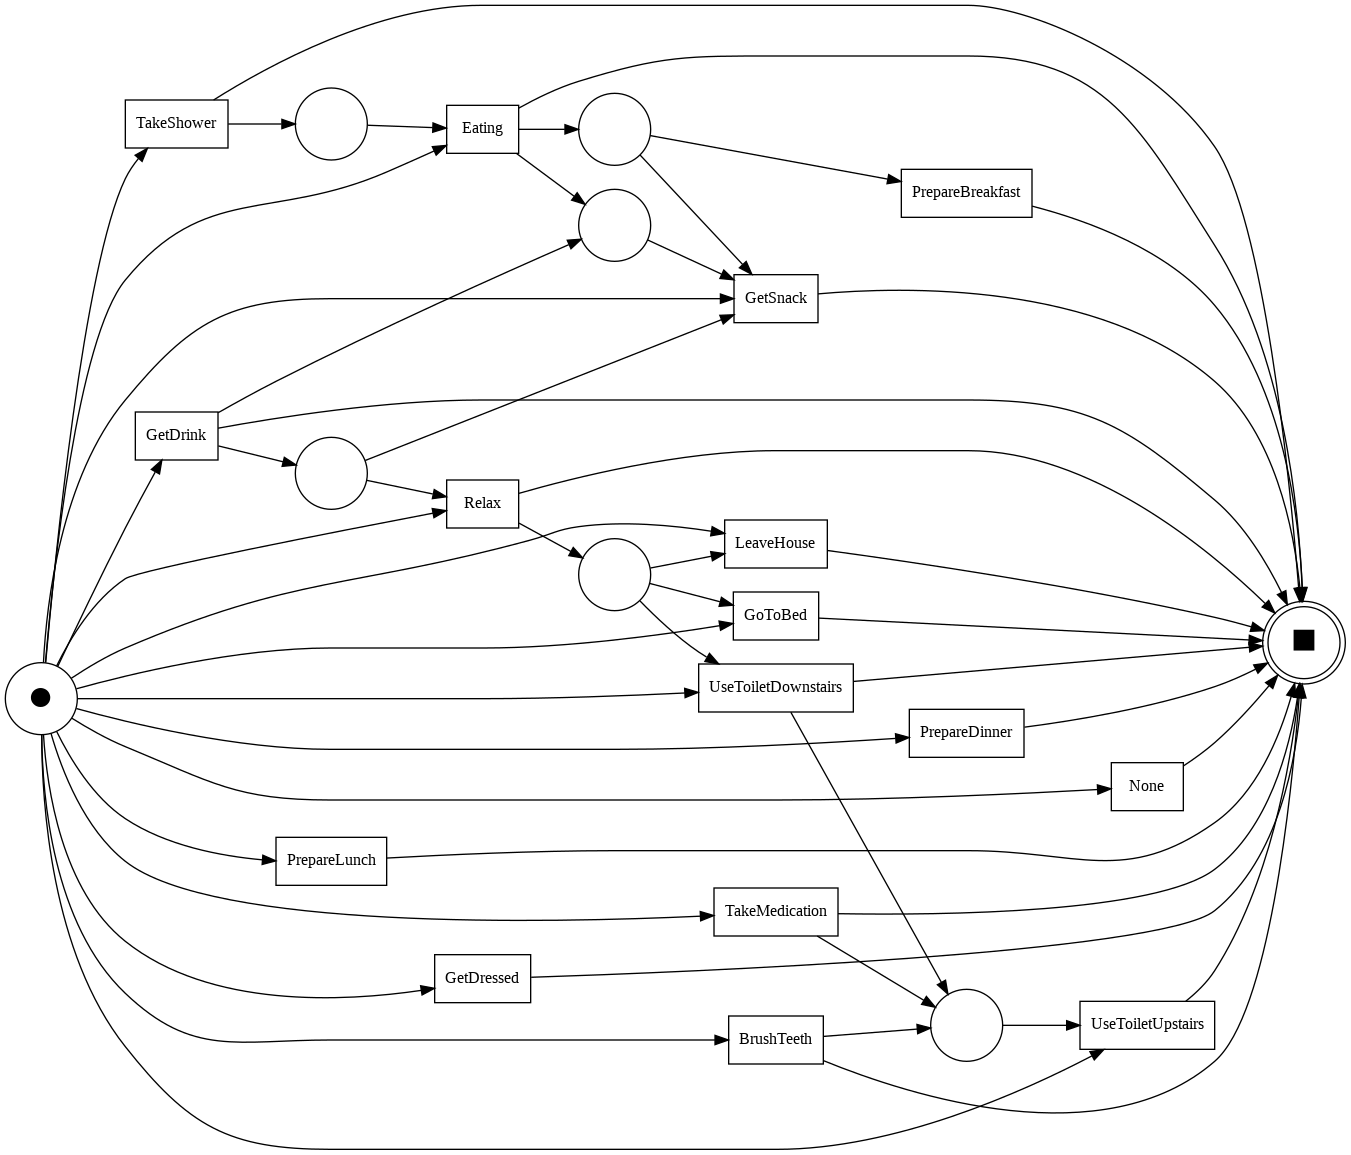 TakeShower
Eating
PrepareBreakfast
GetSnack
GetDrink
Relax
LeaveHouse
GoToBed
UseToiletDownstairs
PrepareDinner
None
PrepareLunch
TakeMedication
GetDressed
UseToiletUpstairs
BrushTeeth